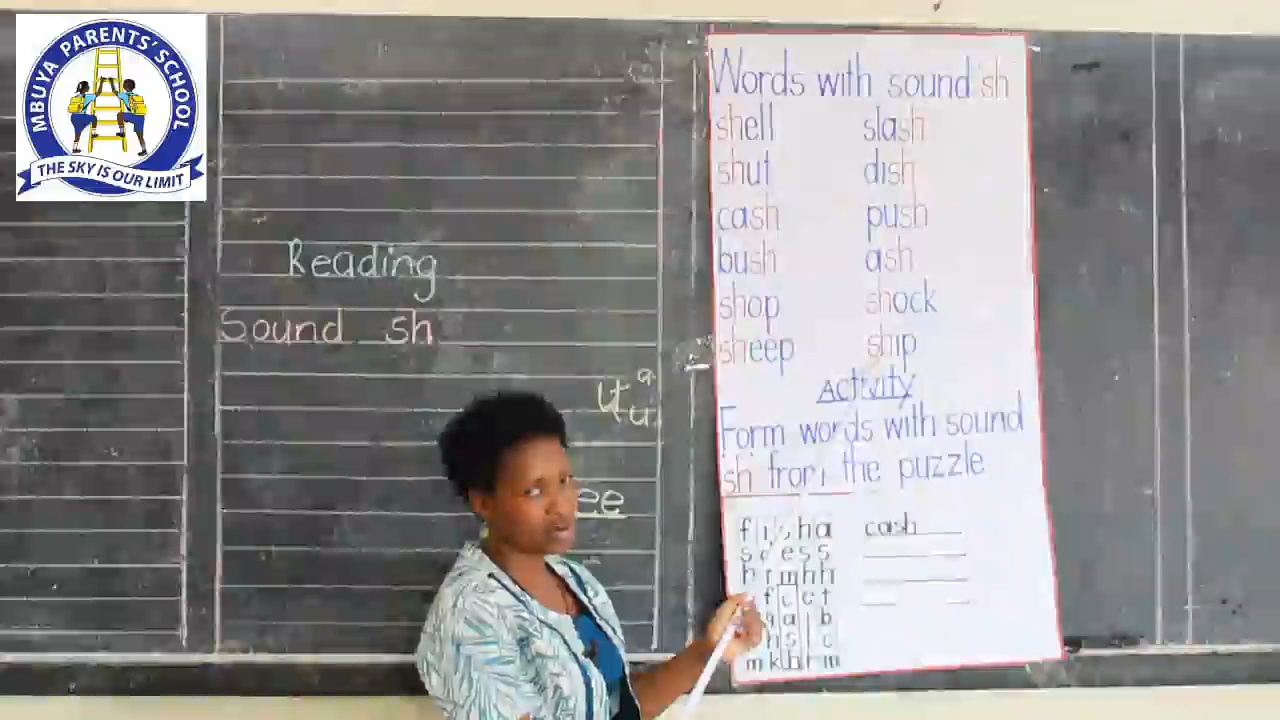 MBUYA PARENTS' SCHOOL
THE SKY IS OUR LIMIT
Reading
Sound sh
ee
Words with sound sh
shell slash
shut dish
cash push
bush ash
shop shock
sheep ship
Activity
Form words with sound
sh from the puzzle
cash